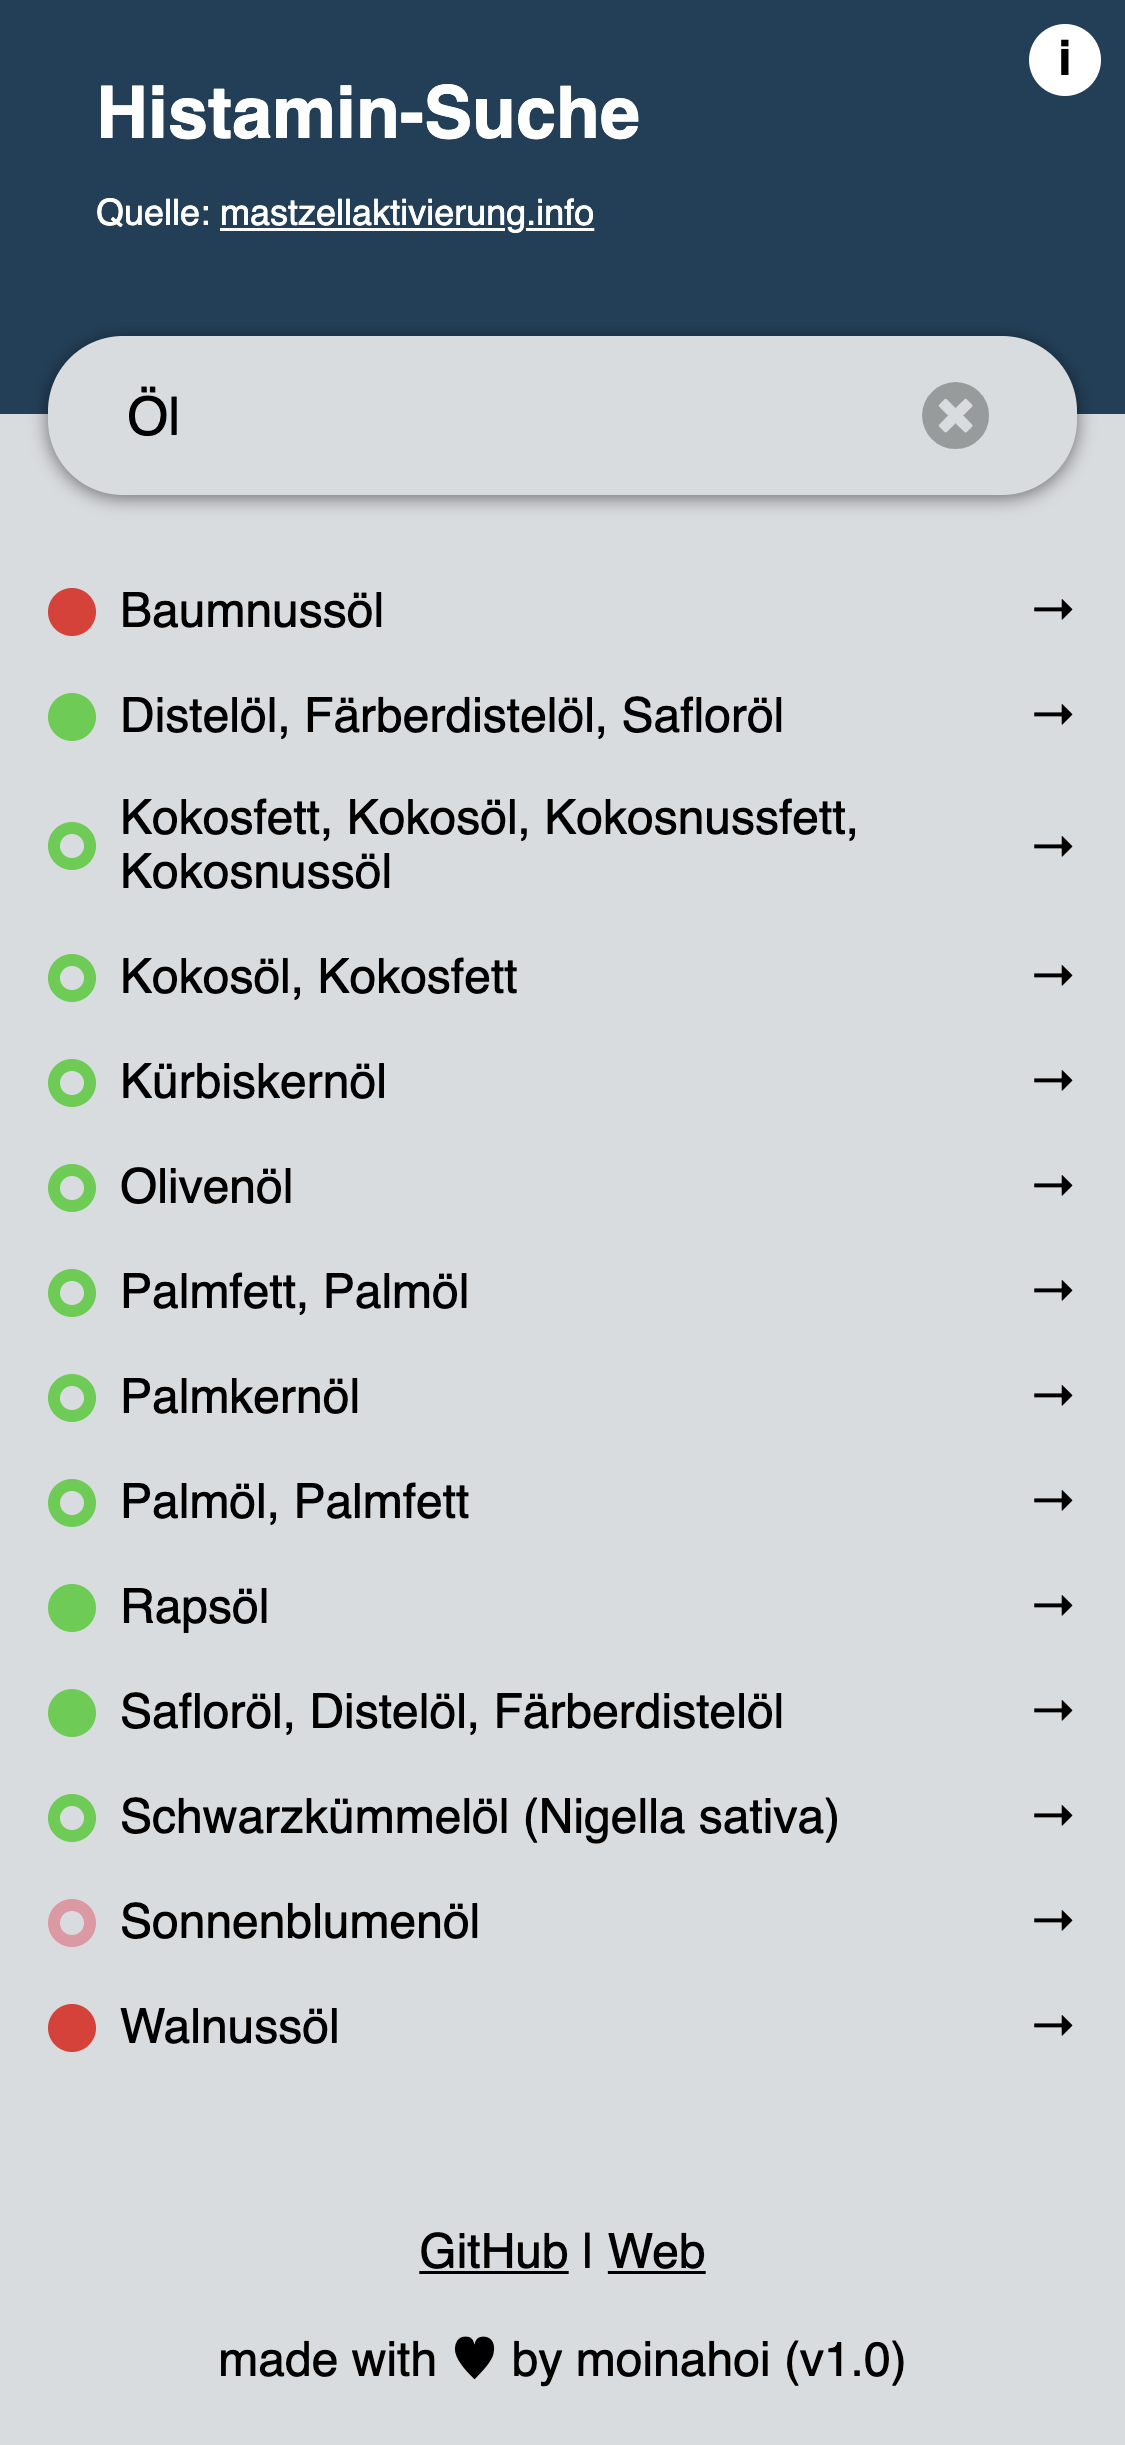 i
Histamin-Suche
Quelle: mastzellaktivierung.info
Öl
Baumnussöl →
Distelöl, Färberdistelöl, Safloröl →
Kokosfett, Kokosöl, Kokosnussfett,
Kokosnussöl →
Kokosöl, Kokosfett →
Kürbiskernöl →
Olivenöl →
Palmfett, Palmöl →
Palmkernöl →
Palmöl, Palmfett →
Rapsöl →
Safloröl, Distelöl, Färberdistelöl →
Schwarzkümmelöl (Nigella sativa) →
Sonnenblumenöl →
Walnussöl →
GitHub | Web
made with ♥ by moinahoi (v1.0)